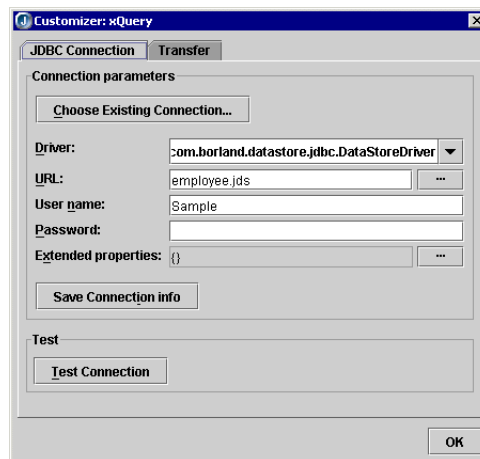 Customizer: xQuery
JDBC Connection Transfer
Connection parameters
Choose Existing Connection...
Driver: com.borland.datastore.jdbc.DataStoreDriver
URL: employee.jds ...
User name: Sample
Password:
Extended properties: {} ...
Save Connection info
Test
Test Connection
OK